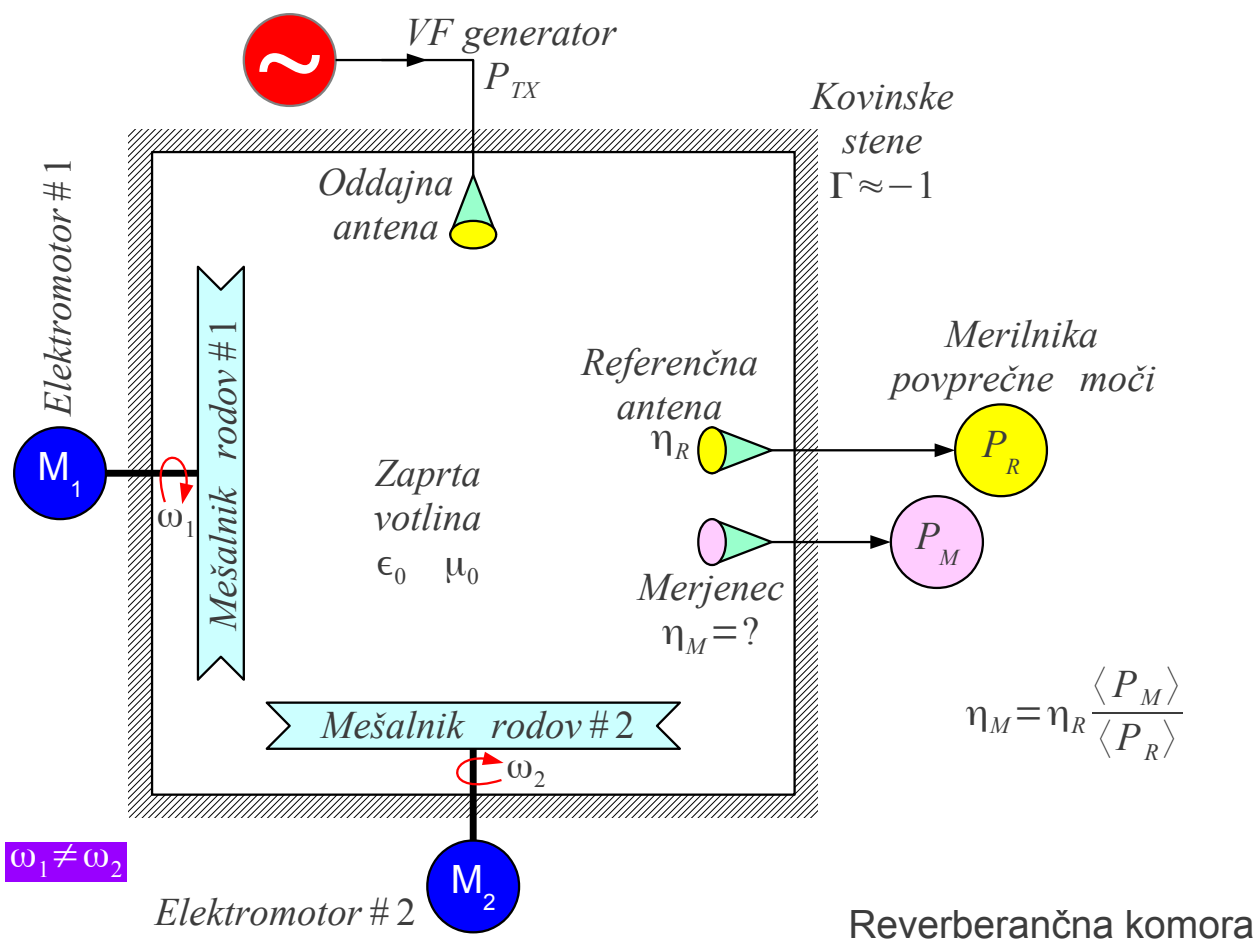 ~
VF generator
P_TX
Kovinske
stene
Γ≈−1
Oddajna
antena
Elektromotor #1
Mešalnik rodov #1
M_1
ω_1
Zaprta
votlina
ϵ_0 μ_0
Referenčna
antena
η_R
Merilnika
povprečne moči
P_R
P_M
Merjenec
η_M=?
η_M=η_R ⟨P_M⟩/⟨P_R⟩
Mešalnik rodov #2
ω_2
ω_1≠ω_2
M_2
Elektromotor #2
Reverberančna komora